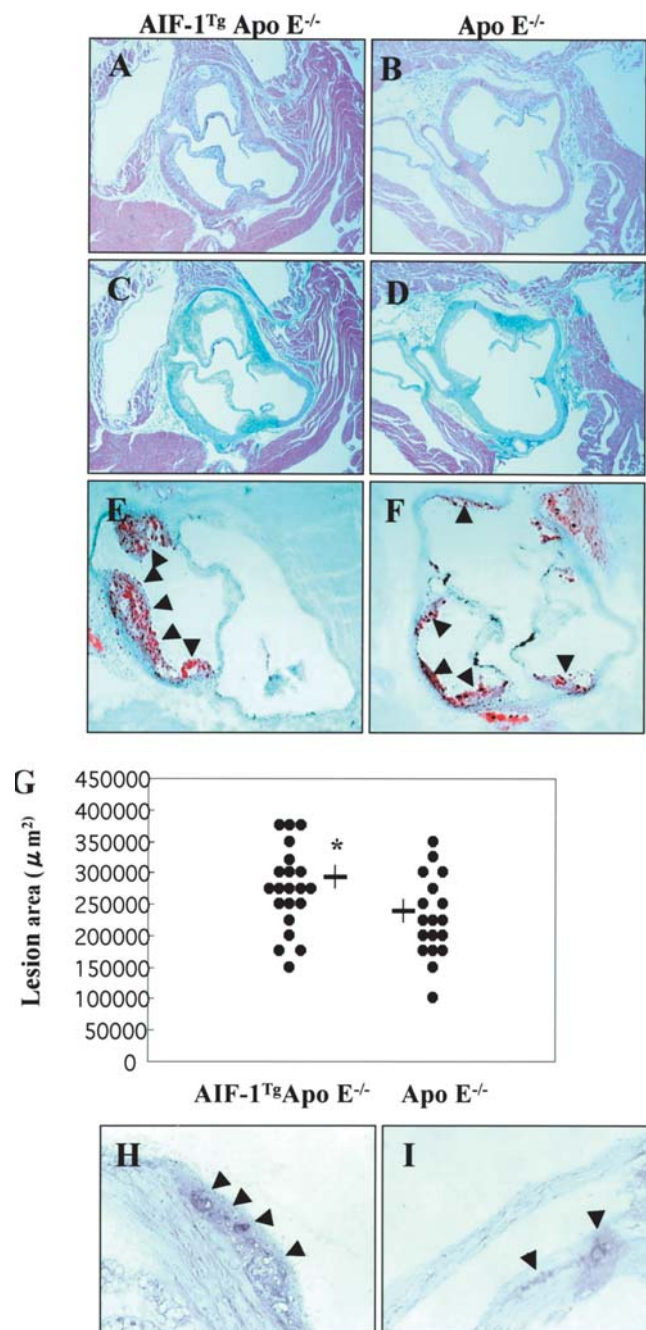 AIF-1ᵀᵍ Apo E⁻/⁻ Apo E⁻/⁻
A B
C D
E F
G
450000
400000
350000
300000
250000
200000
150000
100000
50000
0
Lesion area (μm²)
*
AIF-1ᵀᵍApo E⁻/⁻ Apo E⁻/⁻
H I